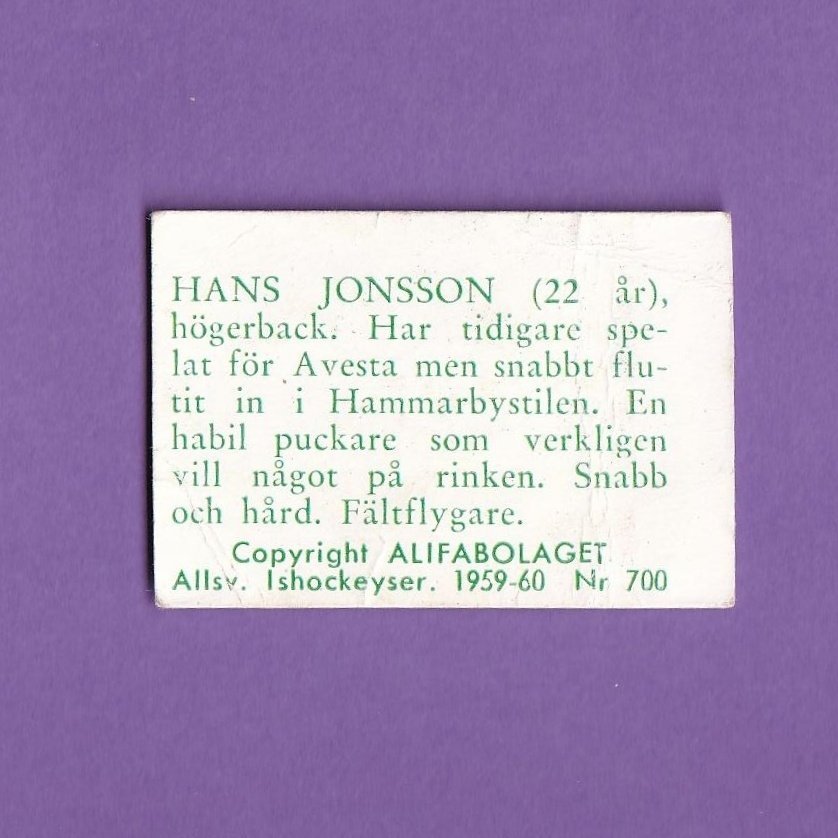 HANS JONSSON (22 år),
högerback. Har tidigare spe-
lat för Avesta men snabbt flu-
tit in i Hammarbystilen. En
habil puckare som verkligen
vill något på rinken. Snabb
och hård. Fältflygare.
Copyright ALIFABOLAGET
Allsv. Ishockeyser. 1959-60 Nr 700